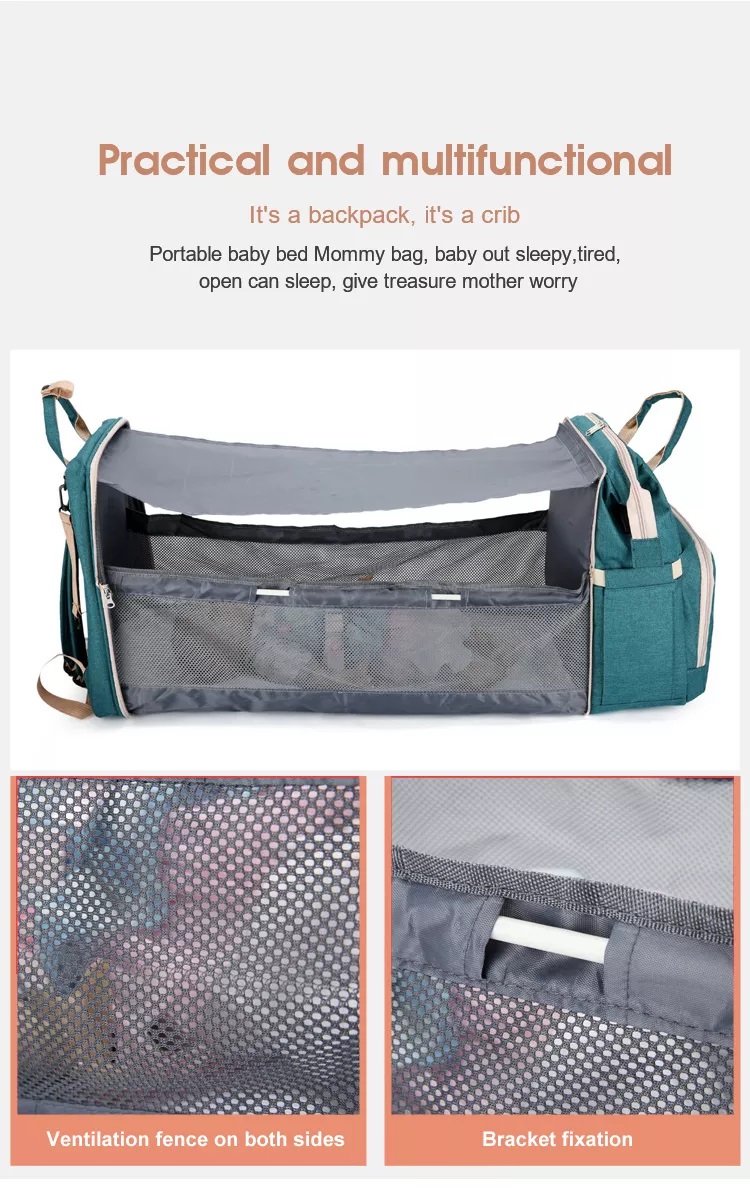 Practical and multifunctional
It's a backpack, it's a crib
Portable baby bed Mommy bag, baby out sleepy,tired,
open can sleep, give treasure mother worry
Ventilation fence on both sides
Bracket fixation